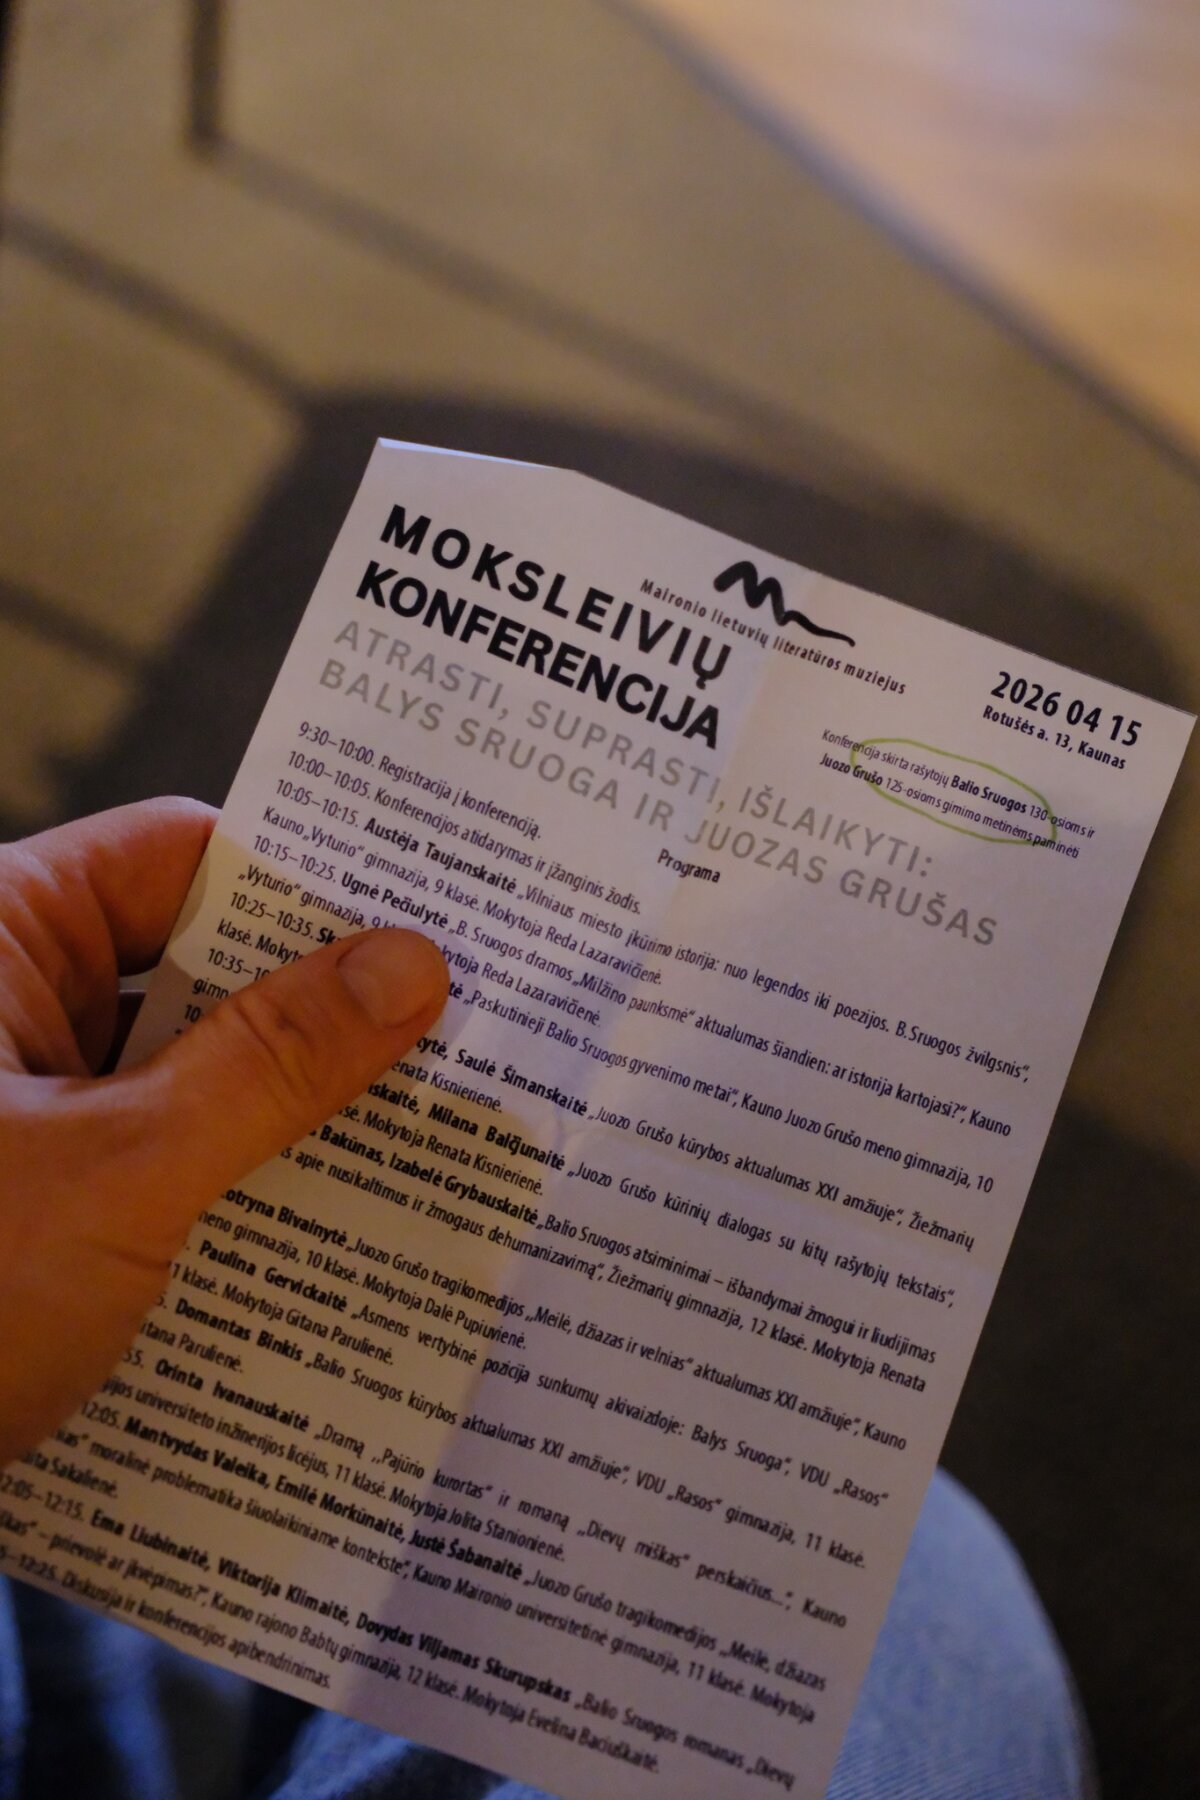 MOKSLEIVIŲ
KONFERENCIJA
ATRASTI, SUPRASTI, IŠLAIKYTI:
BALYS SRUOGA IR JUOZAS GRUŠAS
Maironio lietuvių literatūros muziejus
2026 04 15
Rotušės a. 13, Kaunas
Konferencija skirta rašytojų Balio Sruogos 130-osioms ir
Juozo Grušo 125-osioms gimimo metinėms paminėti
Programa
9:30–10:00. Registracija į konferenciją.
10:00–10:05. Konferencijos atidarymas ir įžanginis žodis.
10:05–10:15. Austėja Taujanskaitė „Vilniaus miesto įkūrimo istorija: nuo legendos iki poezijos. B. Sruogos žvilgsnis“,
Kauno „Vyturio“ gimnazija, 9 klasė. Mokytoja Reda Lazaravičienė.
10:15–10:25. Ugnė Pečiulytė „B. Sruogos dramos „Milžino paunksmė“ aktualumas šiandien: ar istorija kartojasi?“, Kauno
„Vyturio“ gimnazija, 9 Reda Lazaravičienė.
10:25–10:35. „Paskutinieji Balio Sruogos gyvenimo metai“, Kauno Juozo Grušo meno gimnazija, 10
klasė.
10:35– Saulė Šimanskaitė „Juozo Grušo kūrybos aktualumas XXI amžiuje“, Žiežmarių
Kisnierienė.
Milana Balčjunaitė „Juozo Grušo kūrinių dialogas su kitų rašytojų tekstais“,
Mokytoja Renata Kisnierienė.
Bakūnas, Izabelė Grybauskaitė „Balio Sruogos atsiminimai – išbandymai žmogui ir liudijimas
apie nusikaltimus ir žmogaus dehumanizavimą“, Žiežmarių gimnazija, 12 klasė. Mokytoja Renata
Bivainytė „Juozo Grušo tragikomedijos „Meilė, džiazas ir velnias“ aktualumas XXI amžiuje“, Kauno
meno gimnazija, 10 klasė. Mokytoja Dalė Pupiuvienė.
Paulina Gervickaitė „Asmens vertybinė pozicija sunkumų akivaizdoje: Balys Sruoga“, VDU „Rasos“
klasė. Mokytoja Gitana Parulienė.
Domantas Binkis „Balio Sruogos kūrybos aktualumas XXI amžiuje“, VDU „Rasos“ gimnazija, 11 klasė.
Parulienė.
Orinta Ivanauskaitė „Dramą „Pajūrio kurortas“ ir romaną „Dievų miškas“ perskaičius...“, Kauno
universiteto inžinerijos licėjus, 11 klasė. Mokytoja Jolita Stanionienė.
12:05. Mantvydas Valeika, Emilė Morkūnaitė, Justė Šabanaitė „Juozo Grušo tragikomedijos „Meilė, džiazas
moralinė problematika šiuolaikiniame kontekste“, Kauno Maironio universitetinė gimnazija, 11 klasė. Mokytoja
Sakalienė.
12:05–12:15. Ema Liubinaitė, Viktorija Klimaitė, Dovydas Viljamas Skurupskas „Balio Sruogos romanas „Dievų
– prievolė ar įkvėpimas?“, Kauno rajono Babtų gimnazija, 12 klasė. Mokytoja Evelina Baciuškaitė.
12:25. Diskusija ir konferencijos apibendrinimas.